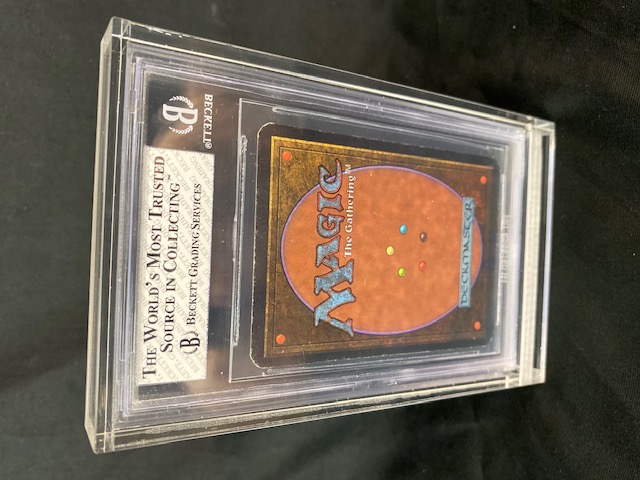 BECKETT®
B
THE WORLD'S MOST TRUSTED
SOURCE IN COLLECTING™
B BECKETT GRADING SERVICES
MAGIC
The Gathering®
DECKMASTER